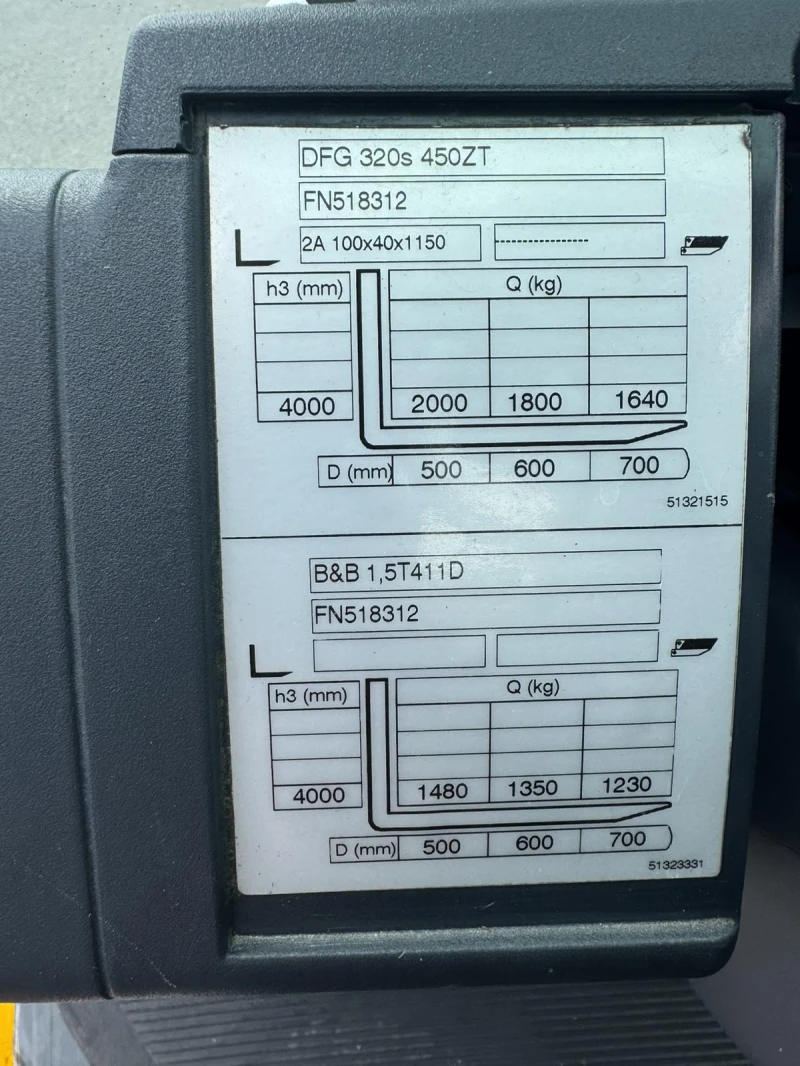 DFG 320s 450ZT
FN518312
2A 100x40x1150 ----------------
h3 (mm) Q (kg)
4000 2000 1800 1640
D (mm) 500 600 700
51321515
B&B 1,5T411D
FN518312
h3 (mm) Q (kg)
4000 1480 1350 1230
D (mm) 500 600 700
51323331